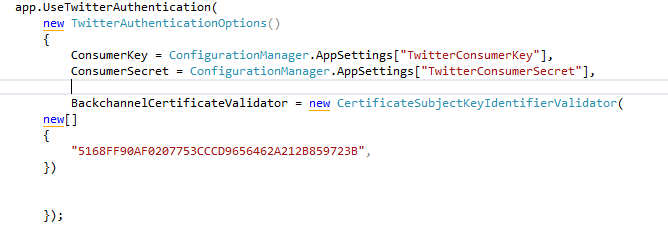 app.UseTwitterAuthentication(
new TwitterAuthenticationOptions()
{
ConsumerKey = ConfigurationManager.AppSettings["TwitterConsumerKey"],
ConsumerSecret = ConfigurationManager.AppSettings["TwitterConsumerSecret"],
BackchannelCertificateValidator = new CertificateSubjectKeyIdentifierValidator(
new[]
{
"5168FF90AF0207753CCCD9656462A212B859723B",
})
});